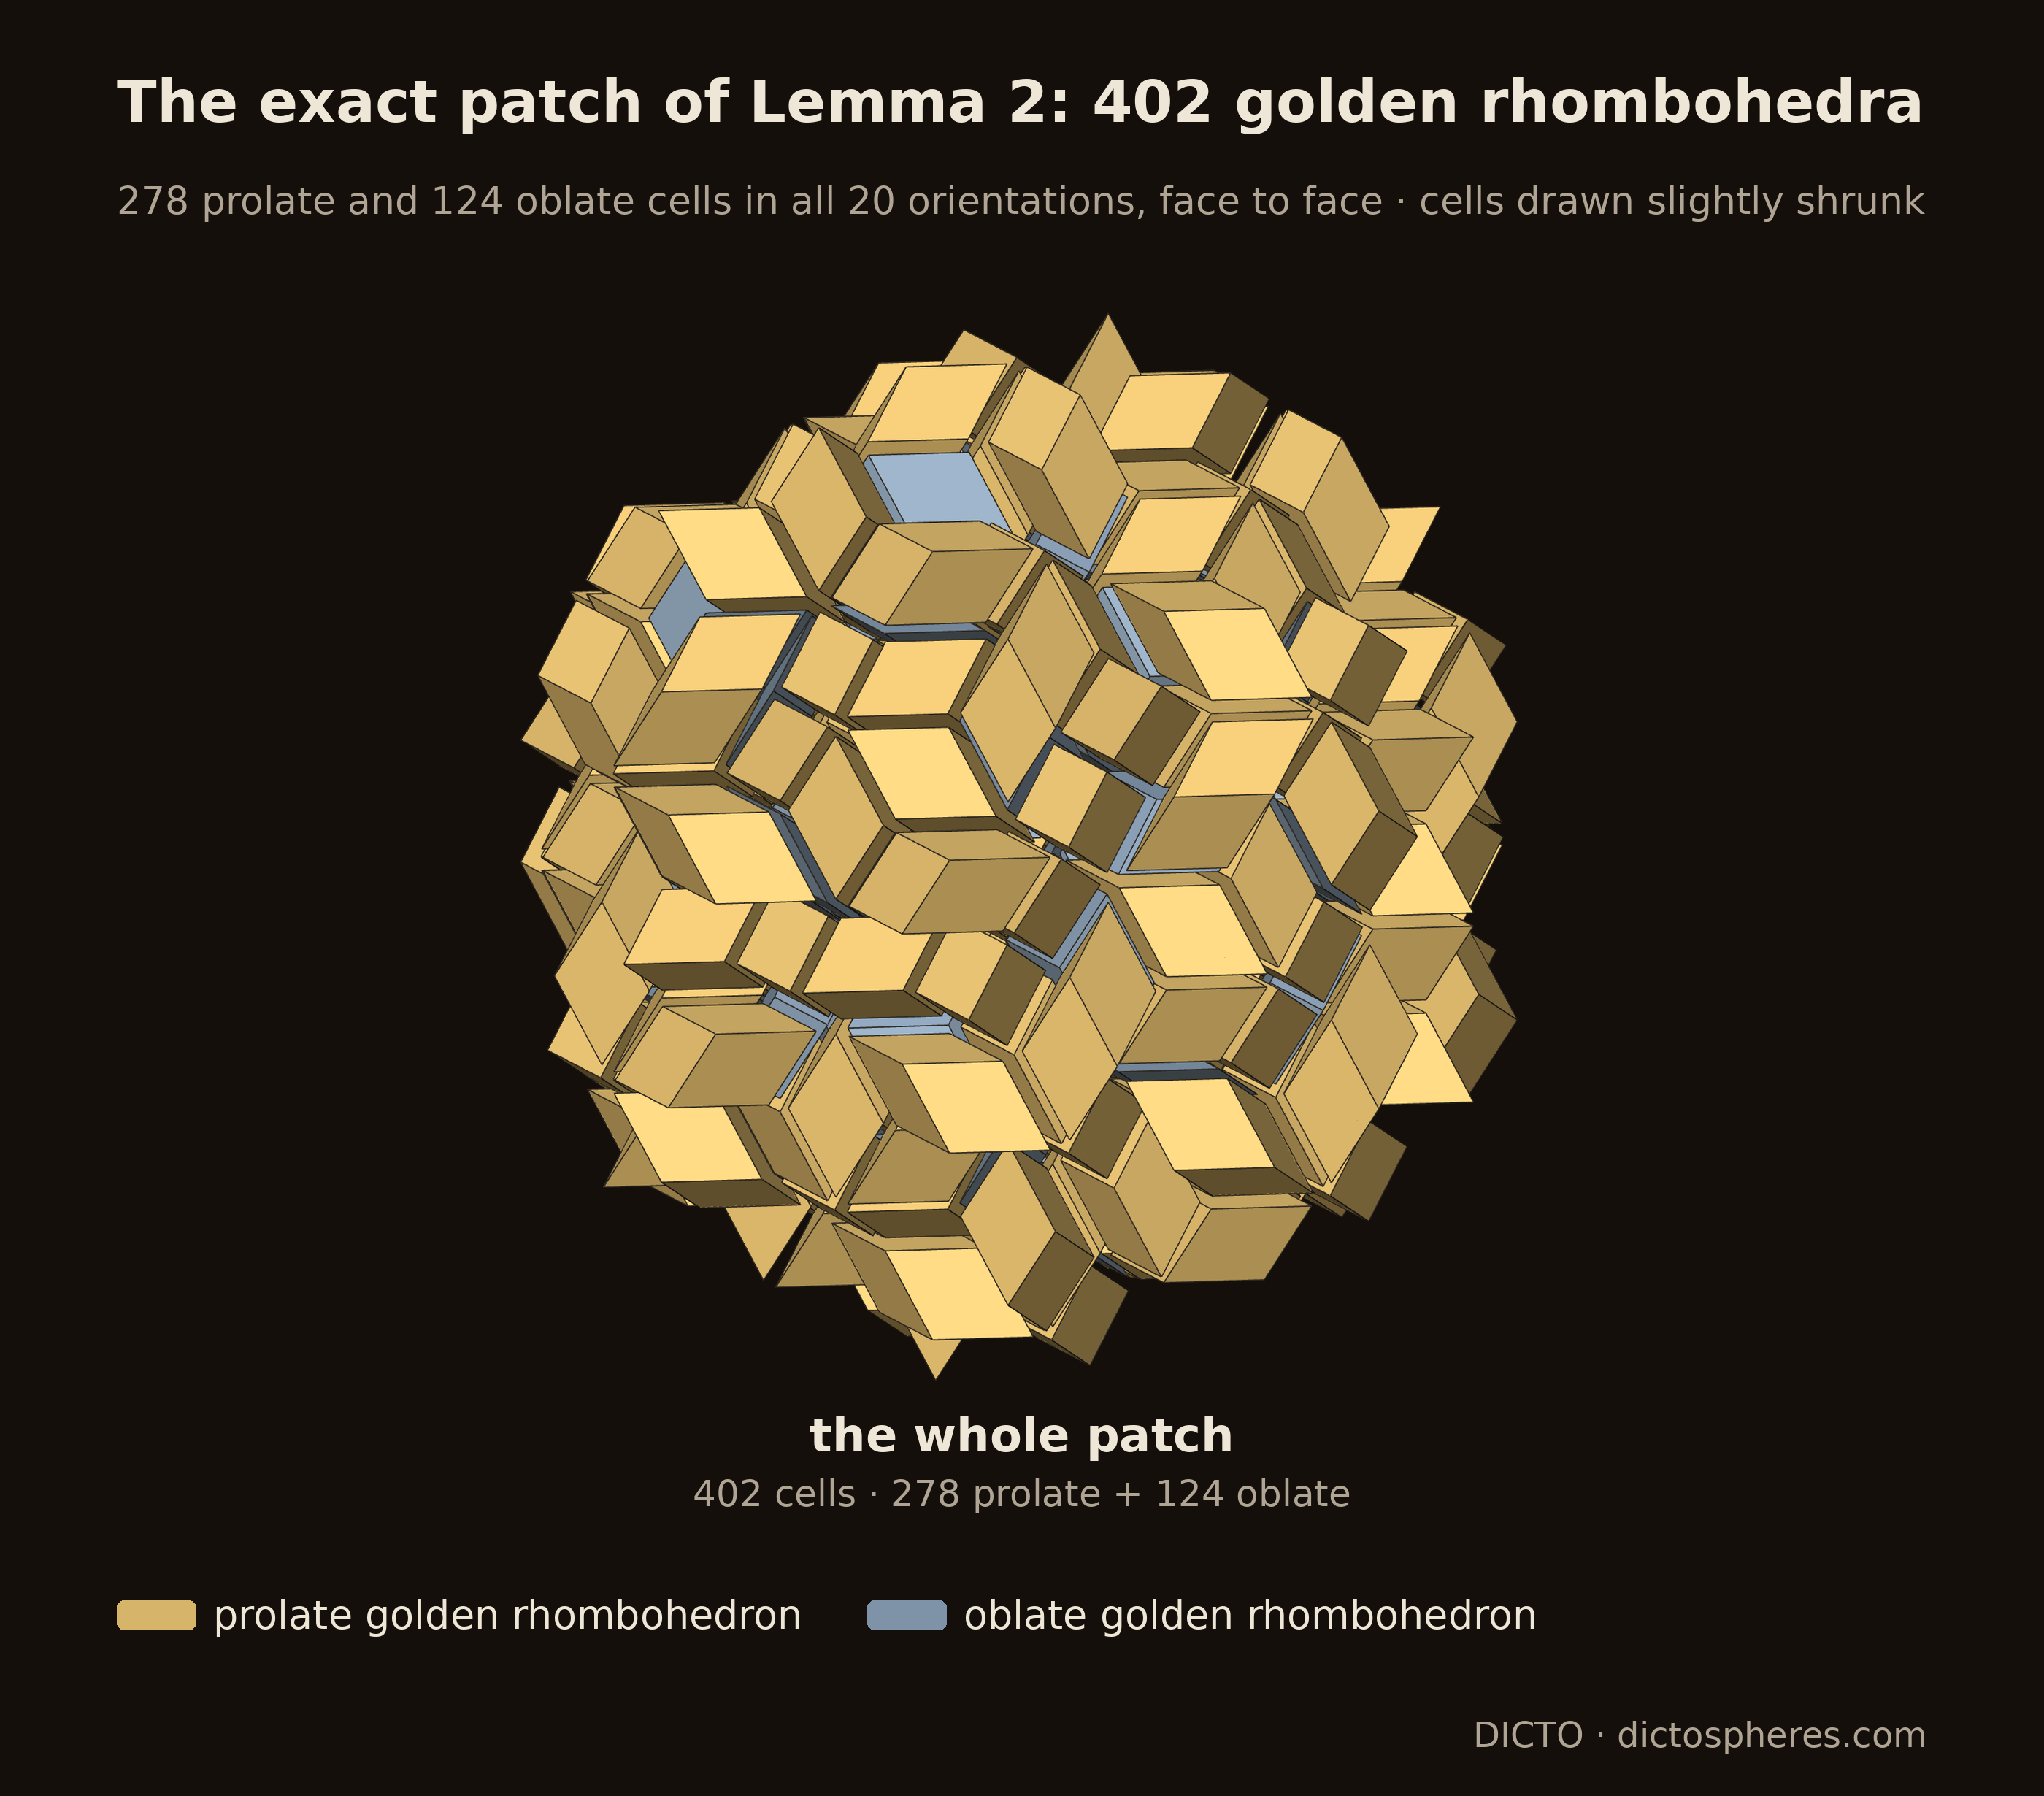 The exact patch of Lemma 2: 402 golden rhombohedra
278 prolate and 124 oblate cells in all 20 orientations, face to face · cells drawn slightly shrunk
the whole patch
402 cells · 278 prolate + 124 oblate
prolate golden rhombohedron
oblate golden rhombohedron
DICTO · dictospheres.com